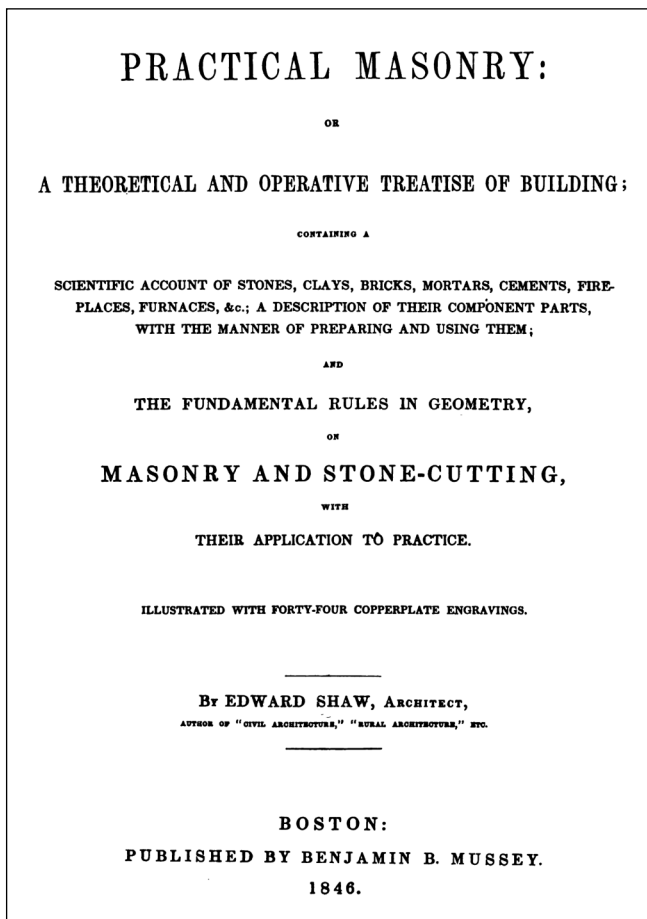 PRACTICAL MASONRY:
OR
A THEORETICAL AND OPERATIVE TREATISE OF BUILDING;
CONTAINING A
SCIENTIFIC ACCOUNT OF STONES, CLAYS, BRICKS, MORTARS, CEMENTS, FIRE-
PLACES, FURNACES, &c.; A DESCRIPTION OF THEIR COMPONENT PARTS,
WITH THE MANNER OF PREPARING AND USING THEM;
AND
THE FUNDAMENTAL RULES IN GEOMETRY,
ON
MASONRY AND STONE-CUTTING,
WITH
THEIR APPLICATION TO PRACTICE.
ILLUSTRATED WITH FORTY-FOUR COPPERPLATE ENGRAVINGS.
By EDWARD SHAW, Architect,
AUTHOR OF "CIVIL ARCHITECTURE," "RURAL ARCHITECTURE," ETC.
BOSTON:
PUBLISHED BY BENJAMIN B. MUSSEY.
1846.